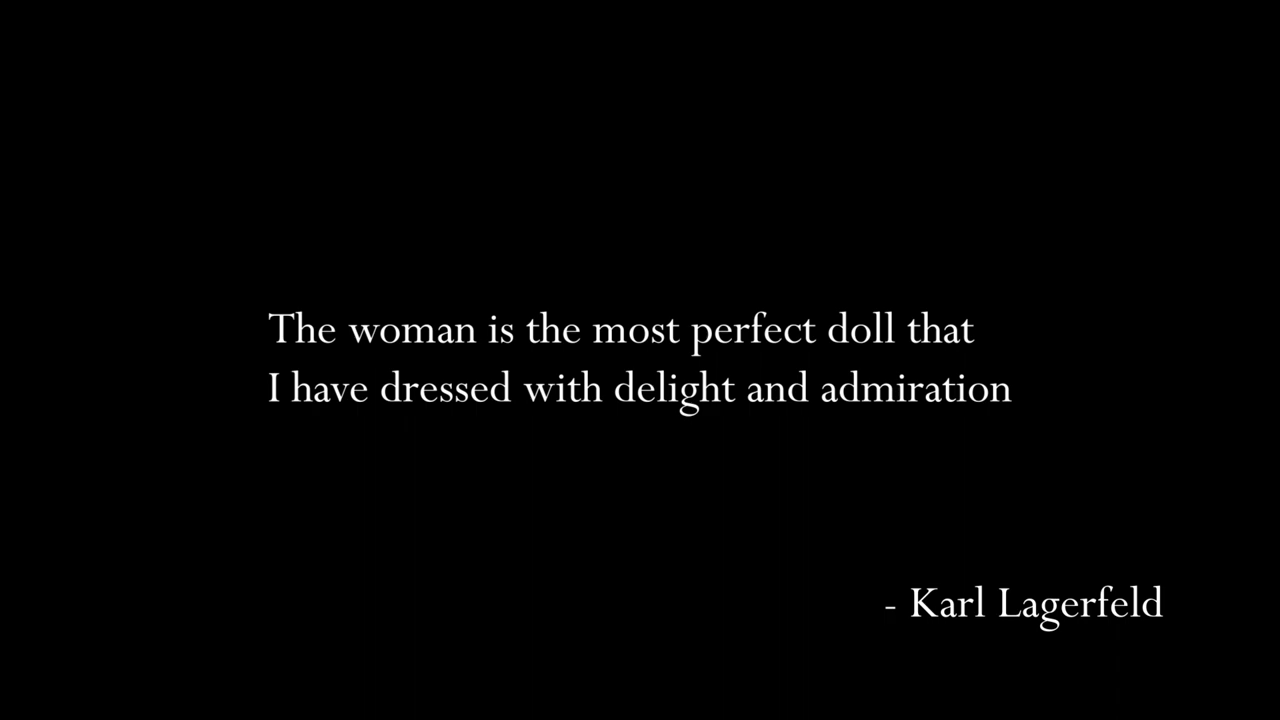 The woman is the most perfect doll that
I have dressed with delight and admiration
- Karl Lagerfeld